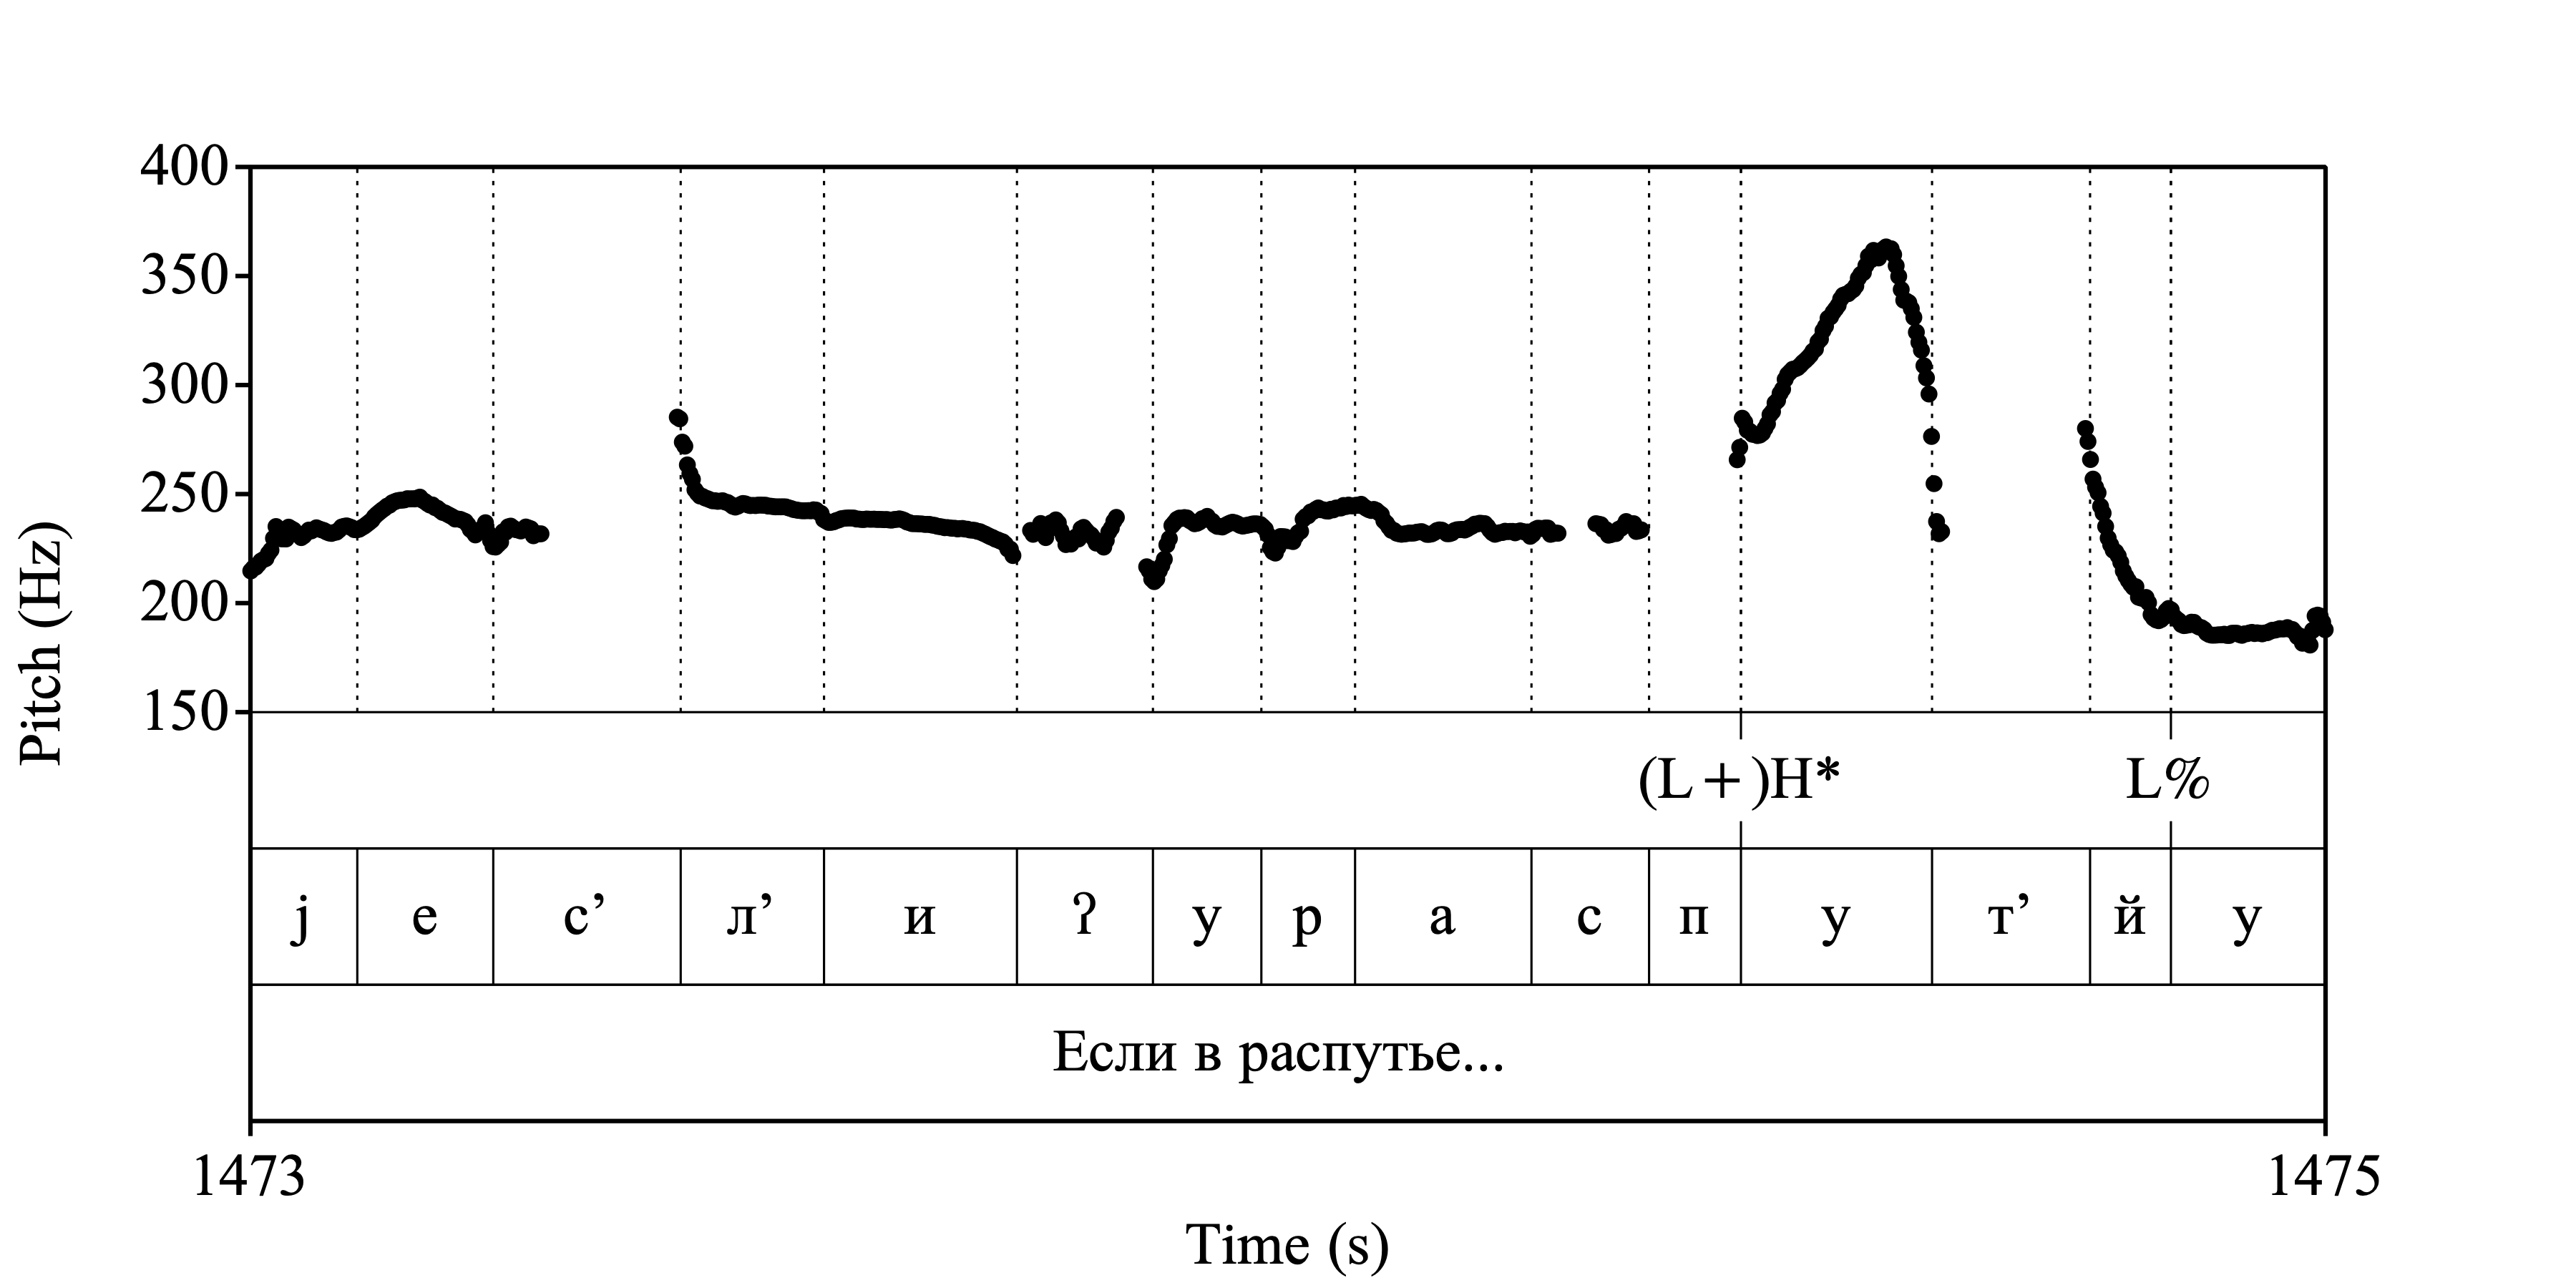 400
350
300
250
200
150
Pitch (Hz)
(L+)H* L%
j е с’ л’ и ʔ у р а с п у т’ й у
Если в распутье...
1473 1475
Time (s)